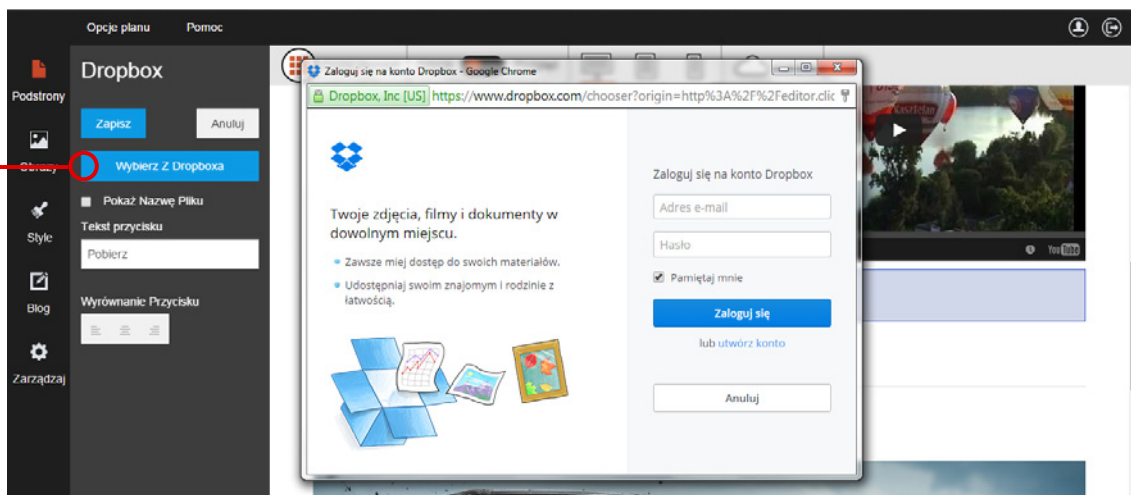 Opcje planu Pomoc
Podstrony
Obrazy
Style
Blog
Zarządzaj
Dropbox
Zapisz Anuluj
Wybierz Z Dropboxa
Pokaż Nazwę Pliku
Tekst przycisku
Pobierz
Wyrównanie Przycisku
Zaloguj się na konto Dropbox - Google Chrome
Dropbox, Inc [US] https://www.dropbox.com/chooser?origin=http%3A%2F%2Feditor.clic
Twoje zdjęcia, filmy i dokumenty w
dowolnym miejscu.
Zawsze miej dostęp do swoich materiałów.
Udostępniaj swoim znajomym i rodzinie z
łatwością.
Zaloguj się na konto Dropbox
Adres e-mail
Hasło
Pamiętaj mnie
Zaloguj się
lub utwórz konto
Anuluj
Kasztelan
YouTube